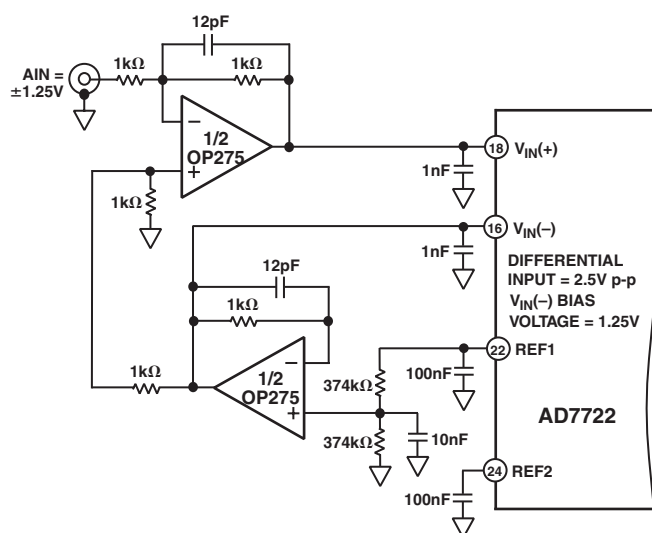 12pF
AIN =
±1.25V
1kΩ
1kΩ
1/2
OP275
1kΩ
1nF
18
VIN(+)
16
VIN(–)
1nF
DIFFERENTIAL
INPUT = 2.5V p-p
VIN(–) BIAS
VOLTAGE = 1.25V
12pF
1kΩ
1kΩ
1/2
OP275
374kΩ
100nF
22
REF1
374kΩ
10nF
AD7722
24
REF2
100nF